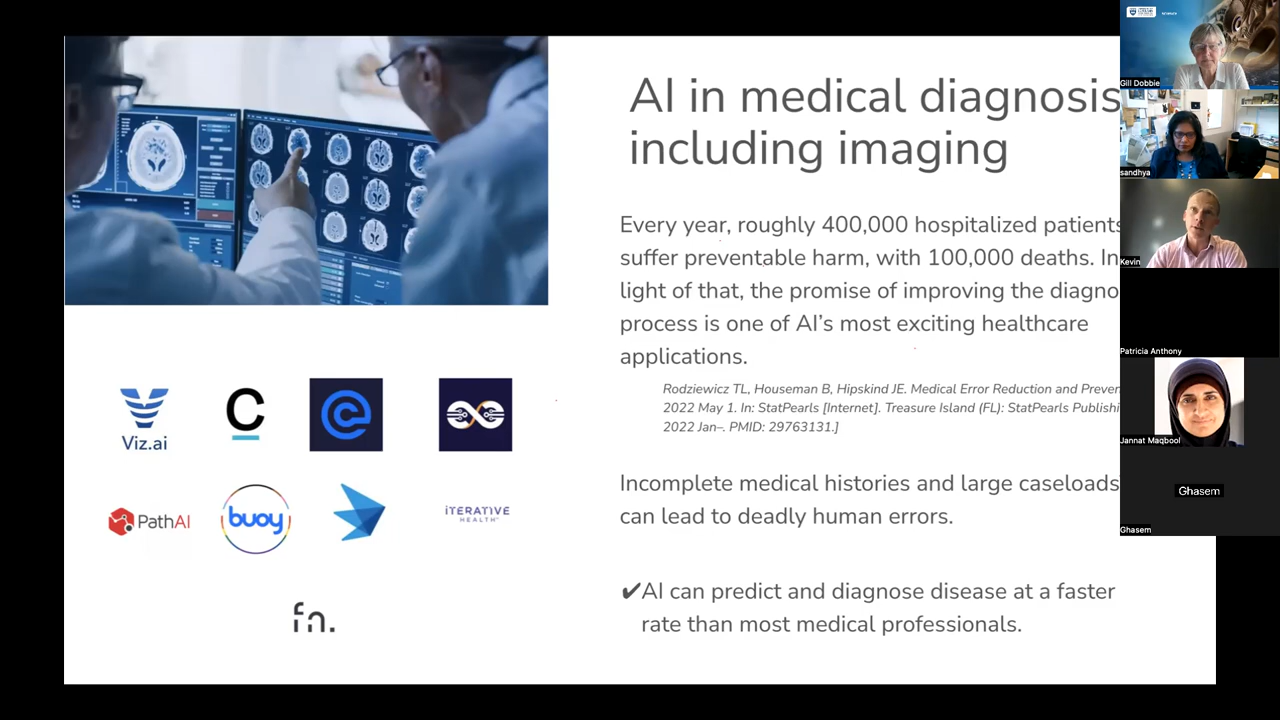 AI in medical diagnosis
including imaging
Every year, roughly 400,000 hospitalized patients
suffer preventable harm, with 100,000 deaths. In
light of that, the promise of improving the diagno
process is one of AI's most exciting healthcare
applications.
Rodziewicz TL, Houseman B, Hipskind JE. Medical Error Reduction and Preven
2022 May 1. In: StatPearls [Internet]. Treasure Island (FL): StatPearls Publishi
2022 Jan–. PMID: 29763131.]
Incomplete medical histories and large caseloads
can lead to deadly human errors.
✔AI can predict and diagnose disease at a faster
rate than most medical professionals.
Viz.ai
C
PathAI
buoy
iTERATIVE
HEALTH
fn.
Gill Dobbie
sandhya
Kevin
Patricia Anthony
Jannat Maqbool
Ghasem
Ghasem